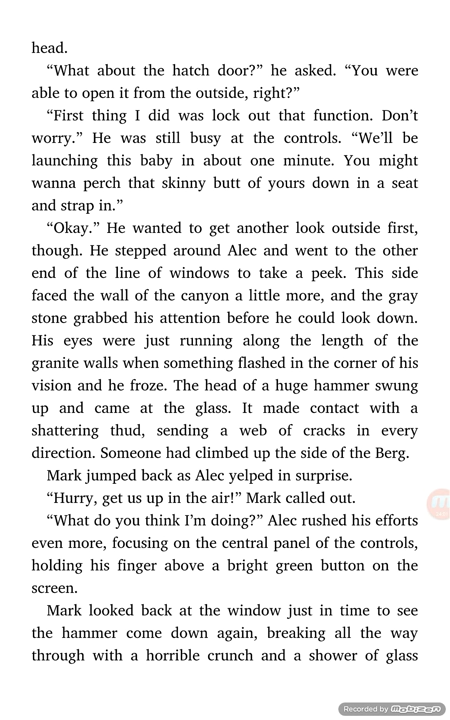 head.
“What about the hatch door?” he asked. “You were
able to open it from the outside, right?”
“First thing I did was lock out that function. Don’t
worry.” He was still busy at the controls. “We’ll be
launching this baby in about one minute. You might
wanna perch that skinny butt of yours down in a seat
and strap in.”
“Okay.” He wanted to get another look outside first,
though. He stepped around Alec and went to the other
end of the line of windows to take a peek. This side
faced the wall of the canyon a little more, and the gray
stone grabbed his attention before he could look down.
His eyes were just running along the length of the
granite walls when something flashed in the corner of his
vision and he froze. The head of a huge hammer swung
up and came at the glass. It made contact with a
shattering thud, sending a web of cracks in every
direction. Someone had climbed up the side of the Berg.
Mark jumped back as Alec yelped in surprise.
“Hurry, get us up in the air!” Mark called out.
“What do you think I’m doing?” Alec rushed his efforts
even more, focusing on the central panel of the controls,
holding his finger above a bright green button on the
screen.
Mark looked back at the window just in time to see
the hammer come down again, breaking all the way
through with a horrible crunch and a shower of glass
Recorded by Mobizen